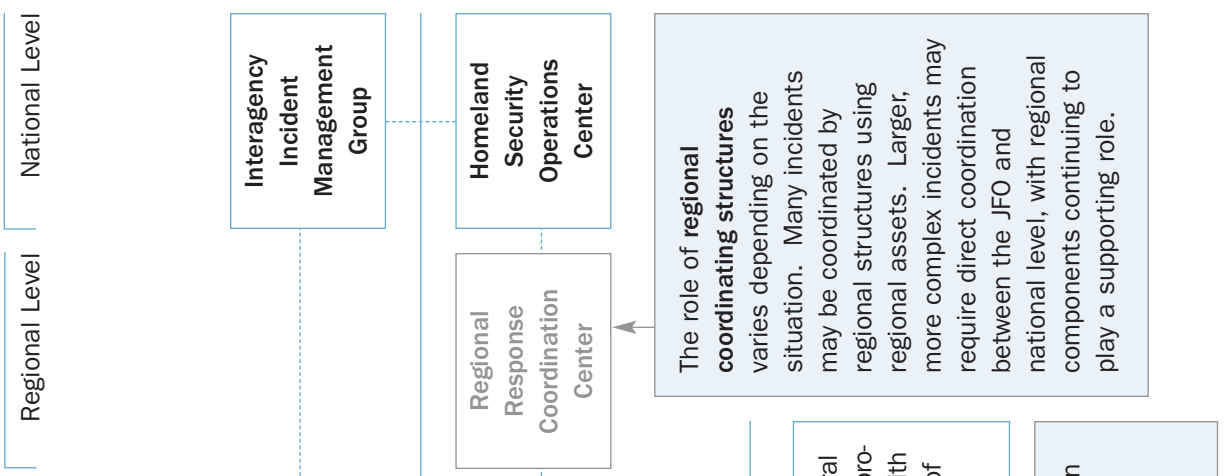 Regional Level
National Level
Interagency
Incident
Management
Group
Regional
Response
Coordination
Center
Homeland
Security
Operations
Center
The role of regional
coordinating structures
varies depending on the
situation. Many incidents
may be coordinated by
regional structures using
regional assets. Larger,
more complex incidents may
require direct coordination
between the JFO and
national level, with regional
components continuing to
play a supporting role.
of